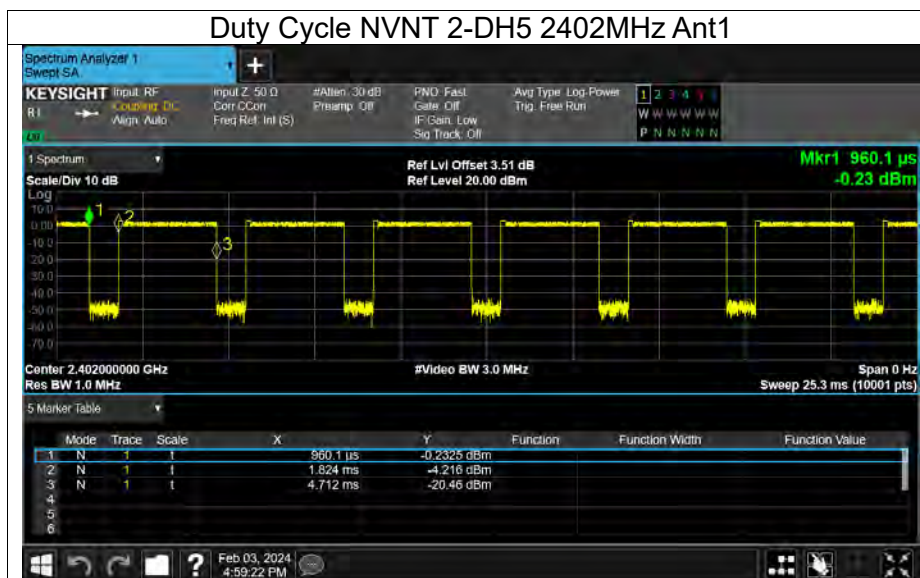 Duty Cycle NVNT 2-DH5 2402MHz Ant1
Spectrum Analyzer 1
Swept SA
+
KEYSIGHT Input: RF Input Z: 50 Ω #Atten: 30 dB PNO: Fast Avg Type: Log-Power 1 2 3 4 5 6
R L Coupling: DC Corr CCorr Preamp: Off Gate: Off Trig: Free Run W W W W W W
Align: Auto Freq Ref: Int (S) IF Gain: Low P N N N N N
Sig Track: Off
1 Spectrum Ref Lvl Offset 3.51 dB Mkr1 960.1 µs
Scale/Div 10 dB Ref Level 20.00 dBm -0.23 dBm
Log
10.0
0.00
-10.0
-20.0
-30.0
-40.0
-50.0
-60.0
-70.0
1
2
3
Center 2.402000000 GHz #Video BW 3.0 MHz Span 0 Hz
Res BW 1.0 MHz Sweep 25.3 ms (10001 pts)
5 Marker Table
Mode Trace Scale X Y Function Function Width Function Value
1 N 1 t 960.1 µs -0.2325 dBm
2 N 1 t 1.824 ms -4.216 dBm
3 N 1 t 4.712 ms -20.46 dBm
4
5
6
? Feb 03, 2024
4:59:22 PM